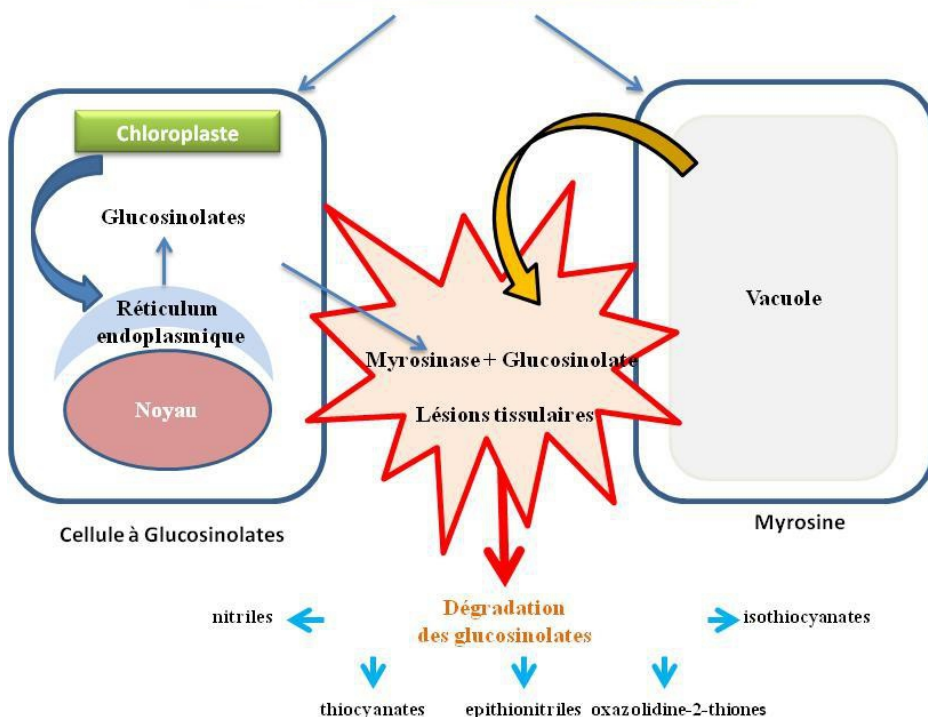 Chloroplaste
Glucosinolates
Réticulum
endoplasmique
Noyau
Vacuole
Myrosinase + Glucosinolate
Lésions tissulaires
Cellule à Glucosinolates
Myrosine
Dégradation
des glucosinolates
nitriles
isothiocyanates
thiocyanates
epithionitriles
oxazolidine-2-thiones